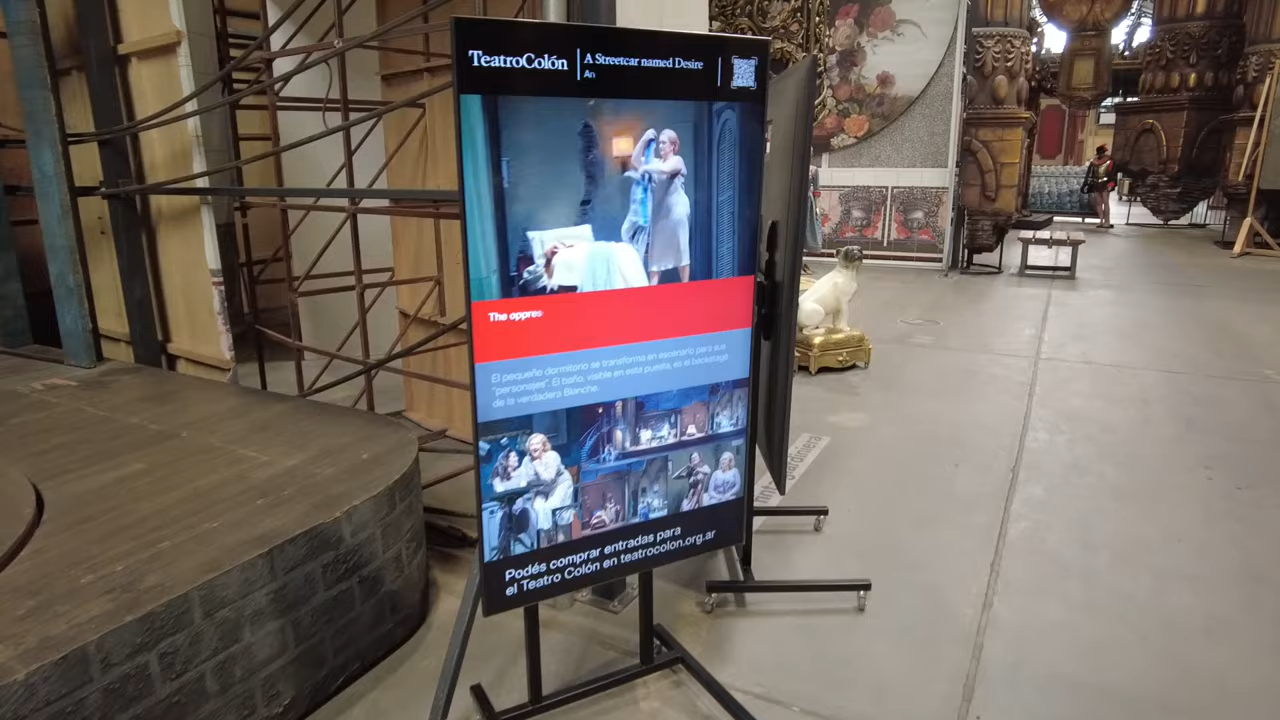 TeatroColón
A Streetcar named Desire
An
The oppres
El pequeño dormitorio se transforma en escenario para sus
"personajes". El baño, visible en esta puesta, es el backstage
de la verdadera Blanche.
Podés comprar entradas para
el Teatro Colón en teatrocolon.org.ar
jardinera